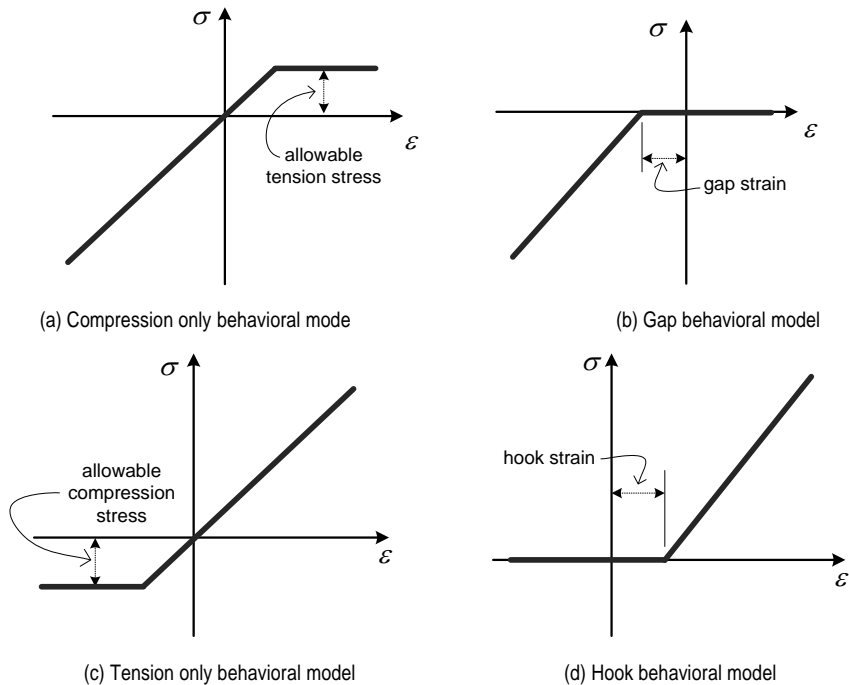 σ
ε
allowable
tension stress
(a) Compression only behavioral mode
σ
ε
gap strain
(b) Gap behavioral model
σ
ε
allowable
compression
stress
(c) Tension only behavioral model
σ
ε
hook strain
(d) Hook behavioral model